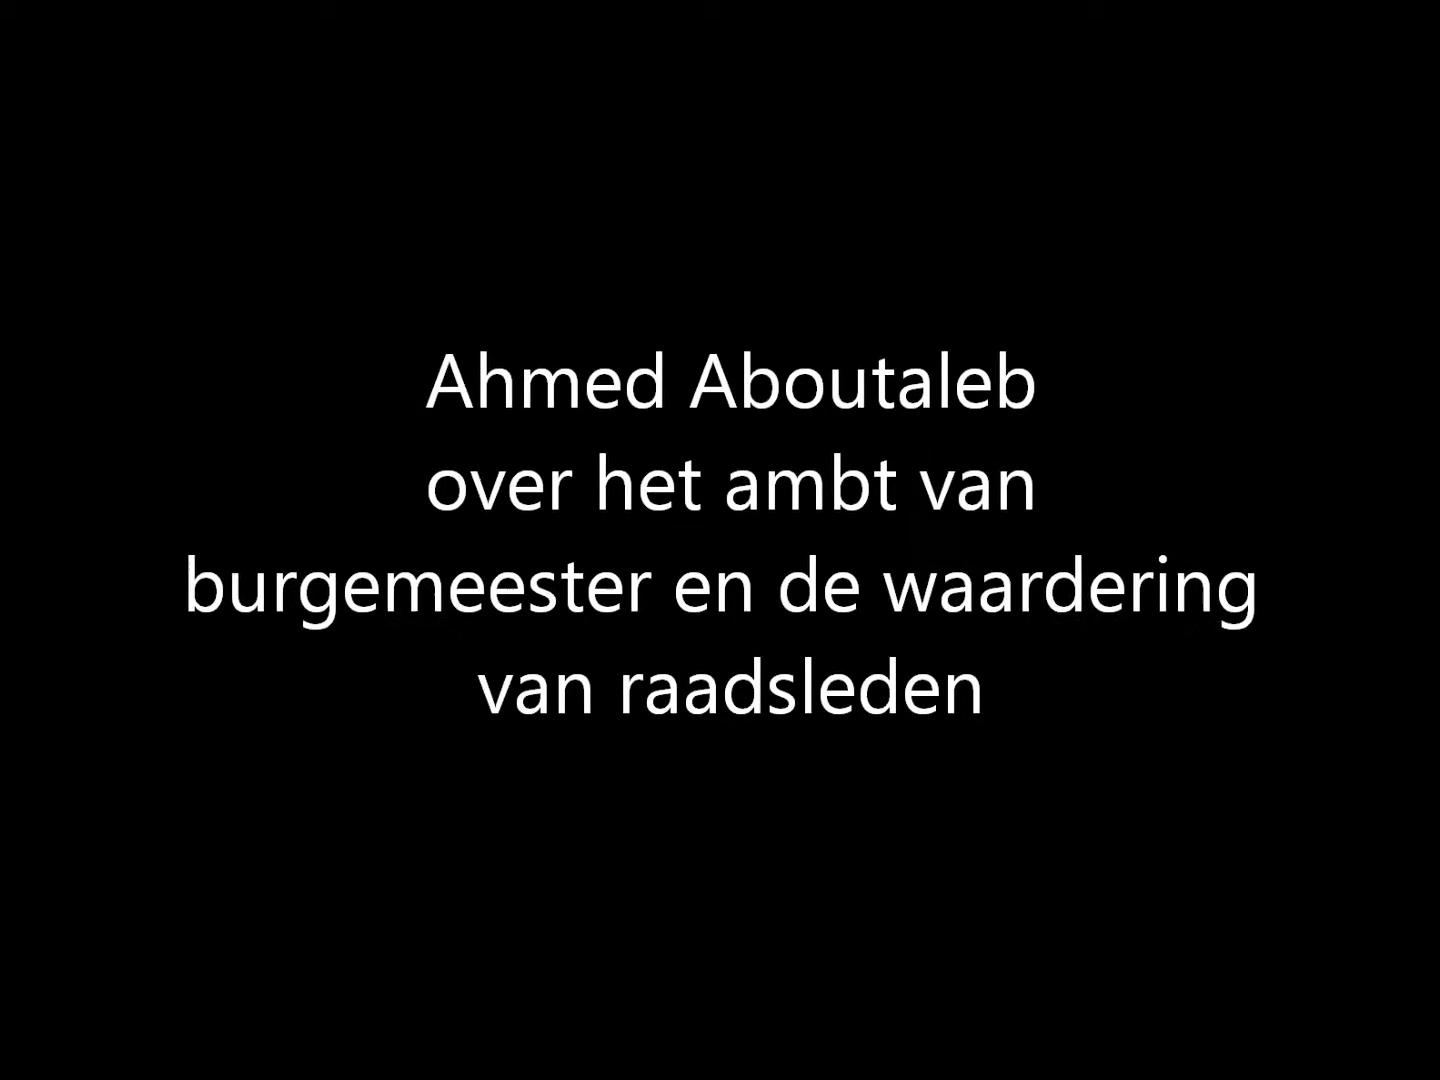 Ahmed Aboutaleb
over het ambt van
burgemeester en de waardering
van raadsleden